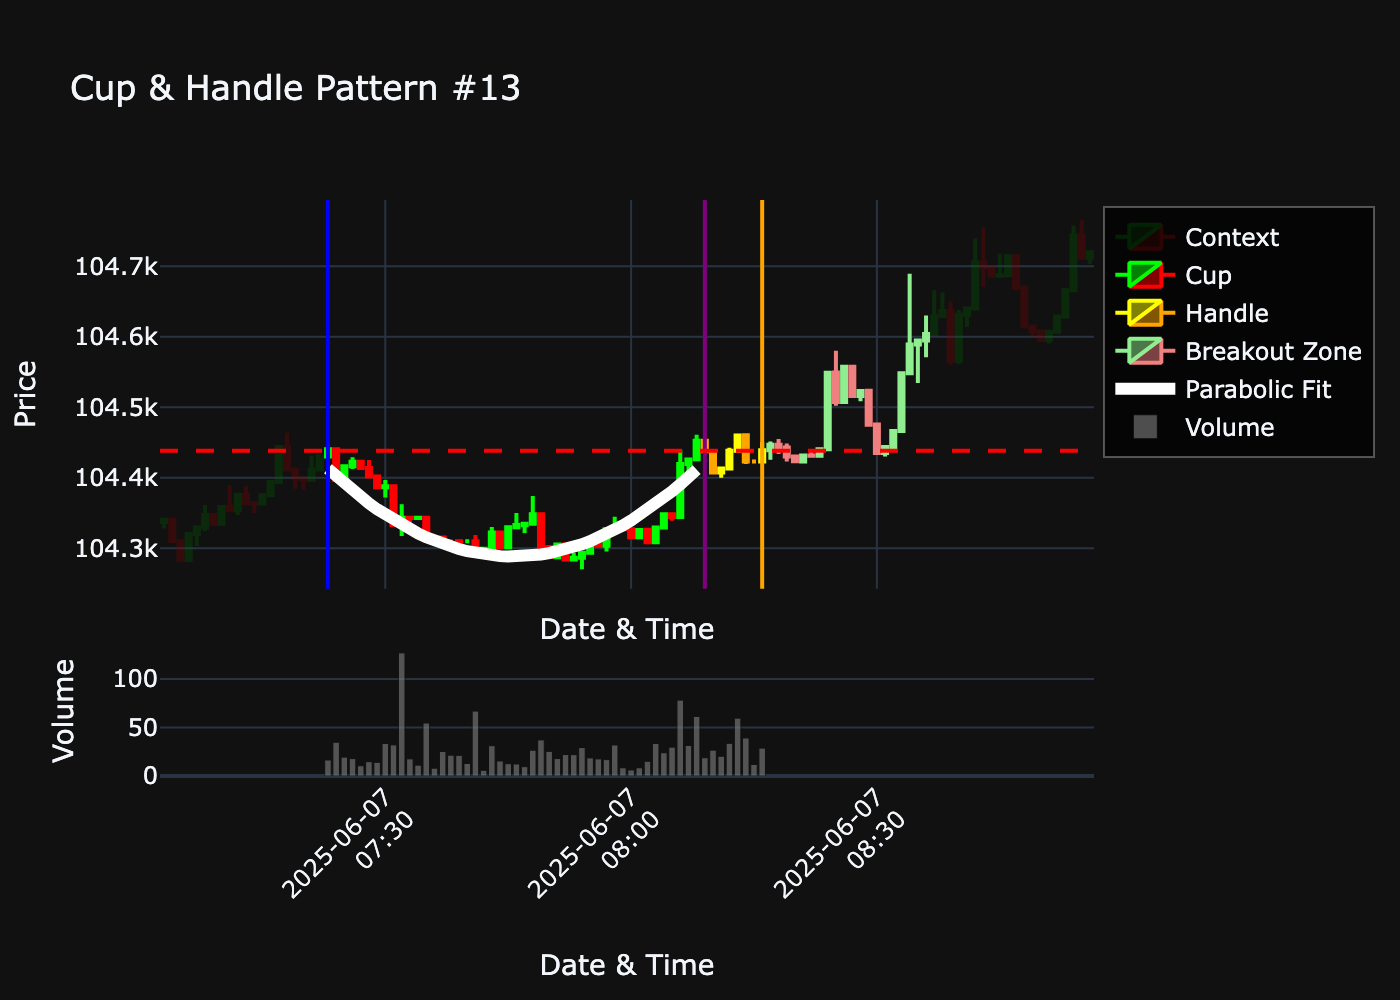 Cup & Handle Pattern #13
Context
Cup
Handle
Breakout Zone
Parabolic Fit
Volume
Price
104.7k
104.6k
104.5k
104.4k
104.3k
Date & Time
Volume
100
50
0
2025-06-07
07:30
2025-06-07
08:00
2025-06-07
08:30
Date & Time